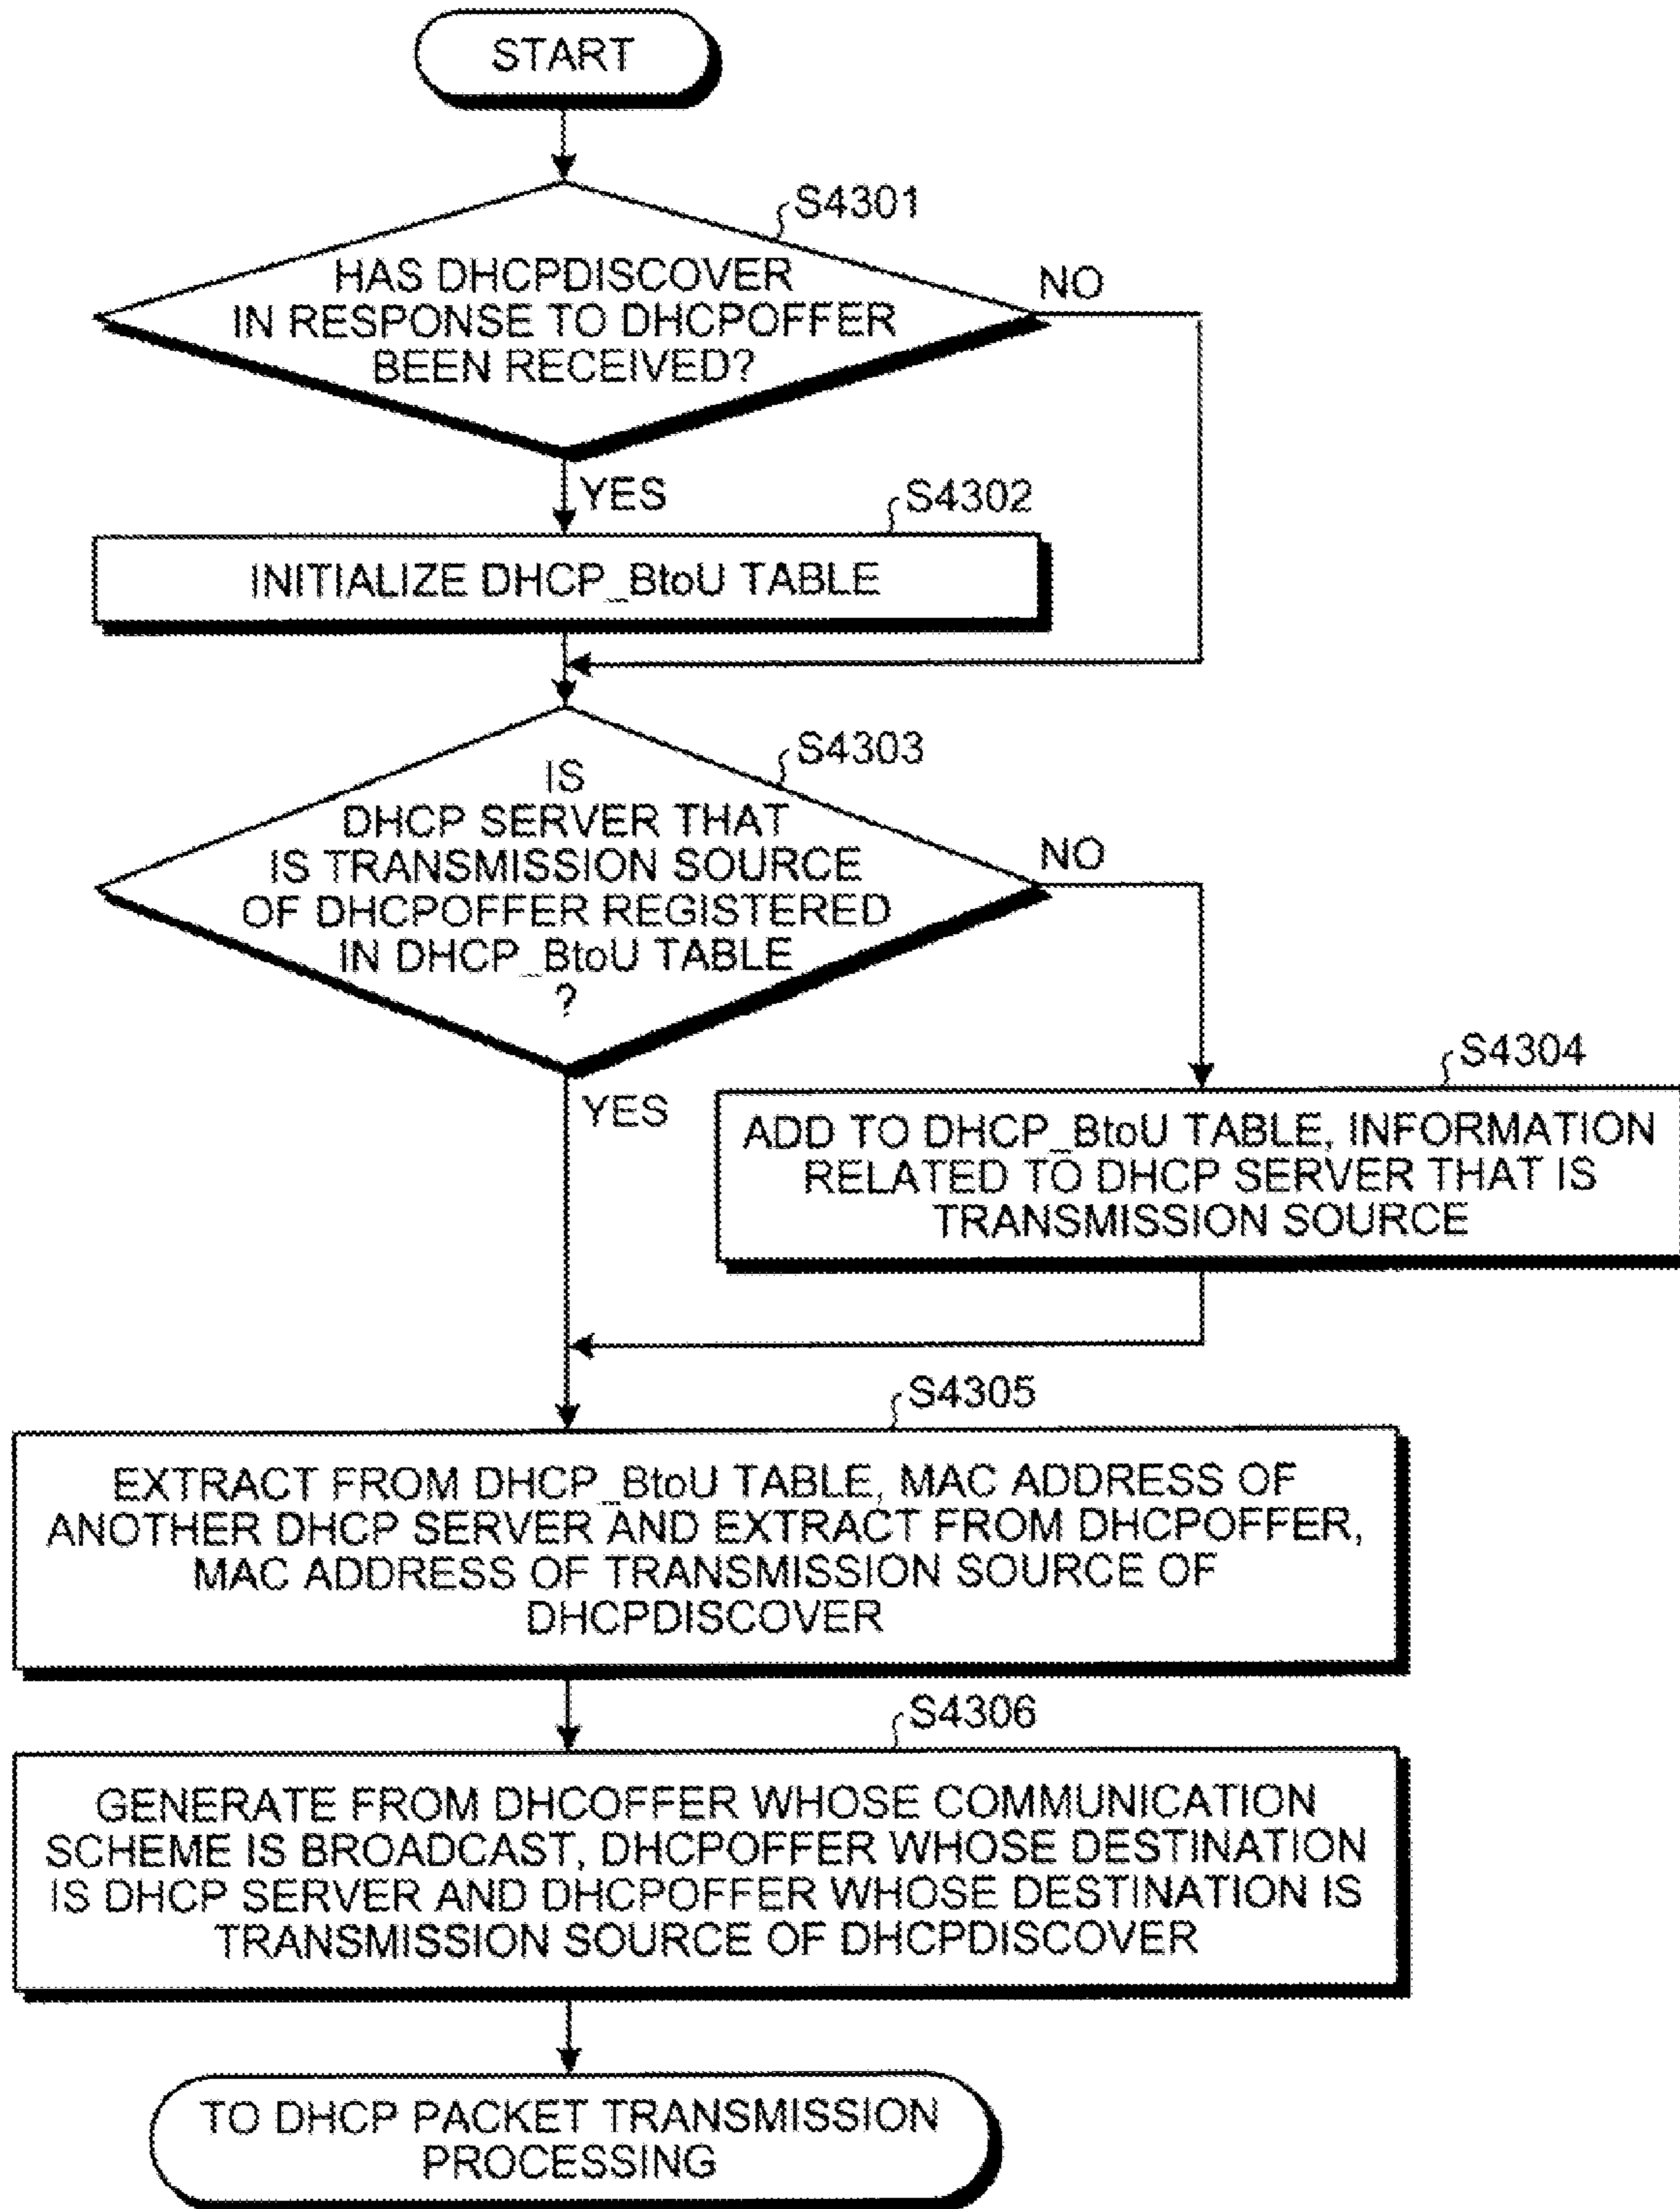 START
S4301
HAS DHCPDISCOVER
IN RESPONSE TO DHCPOFFER
BEEN RECEIVED?
NO
YES
S4302
INITIALIZE DHCP_BtoU TABLE
S4303
IS
DHCP SERVER THAT
IS TRANSMISSION SOURCE
OF DHCPOFFER REGISTERED
IN DHCP_BtoU TABLE
?
NO
YES
S4304
ADD TO DHCP_BtoU TABLE, INFORMATION
RELATED TO DHCP SERVER THAT IS
TRANSMISSION SOURCE
S4305
EXTRACT FROM DHCP_BtoU TABLE, MAC ADDRESS OF
ANOTHER DHCP SERVER AND EXTRACT FROM DHCPOFFER,
MAC ADDRESS OF TRANSMISSION SOURCE OF
DHCPDISCOVER
S4306
GENERATE FROM DHCOFFER WHOSE COMMUNICATION
SCHEME IS BROADCAST, DHCPOFFER WHOSE DESTINATION
IS DHCP SERVER AND DHCPOFFER WHOSE DESTINATION IS
TRANSMISSION SOURCE OF DHCPDISCOVER
TO DHCP PACKET TRANSMISSION
PROCESSING